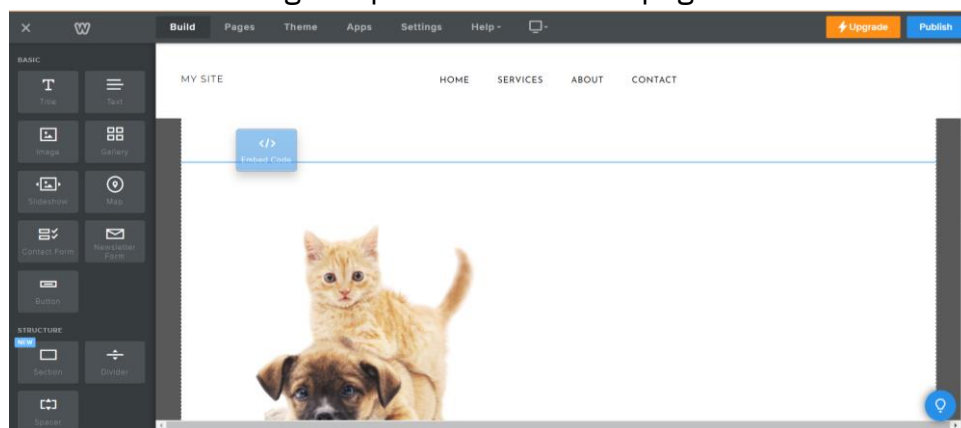 Build Pages Theme Apps Settings Help
Upgrade
Publish
BASIC
Title
Text
Image
Gallery
Slideshow
Map
Contact Form
Newsletter
Form
Button
STRUCTURE
NEW
Section
Divider
Spacer
MY SITE
HOME SERVICES ABOUT CONTACT
</>
Embed Code